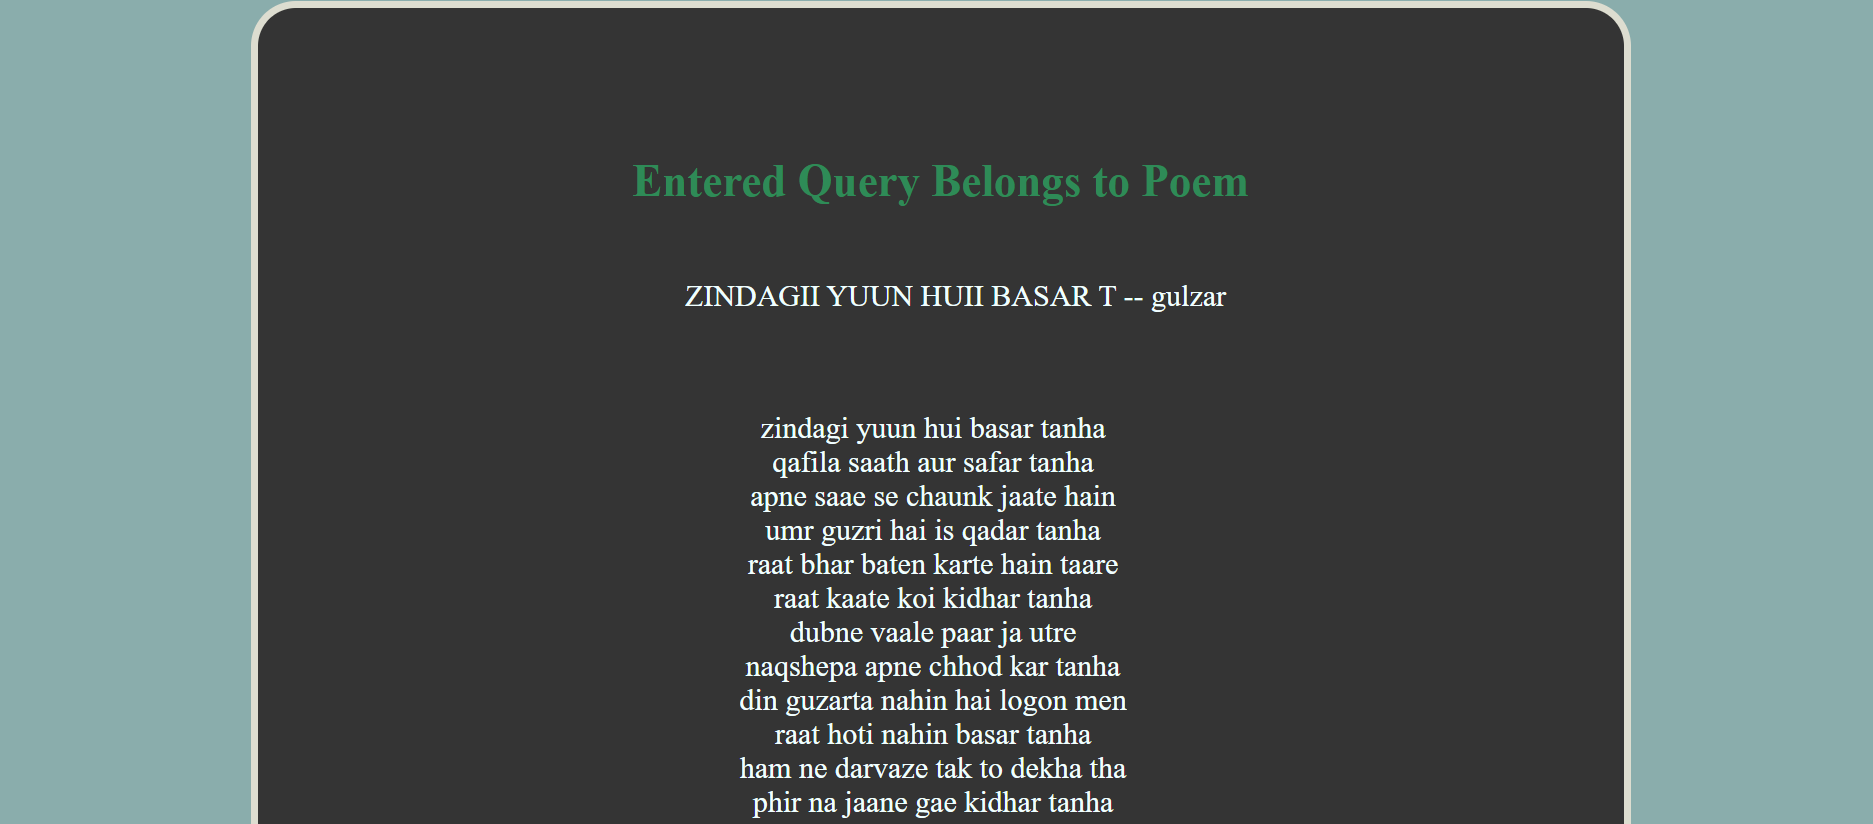 Entered Query Belongs to Poem
ZINDAGII YUUN HUII BASAR T -- gulzar
zindagi yuun hui basar tanha
qafila saath aur safar tanha
apne saae se chaunk jaate hain
umr guzri hai is qadar tanha
raat bhar baten karte hain taare
raat kaate koi kidhar tanha
dubne vaale paar ja utre
naqshepa apne chhod kar tanha
din guzarta nahin hai logon men
raat hoti nahin basar tanha
ham ne darvaze tak to dekha tha
phir na jaane gae kidhar tanha